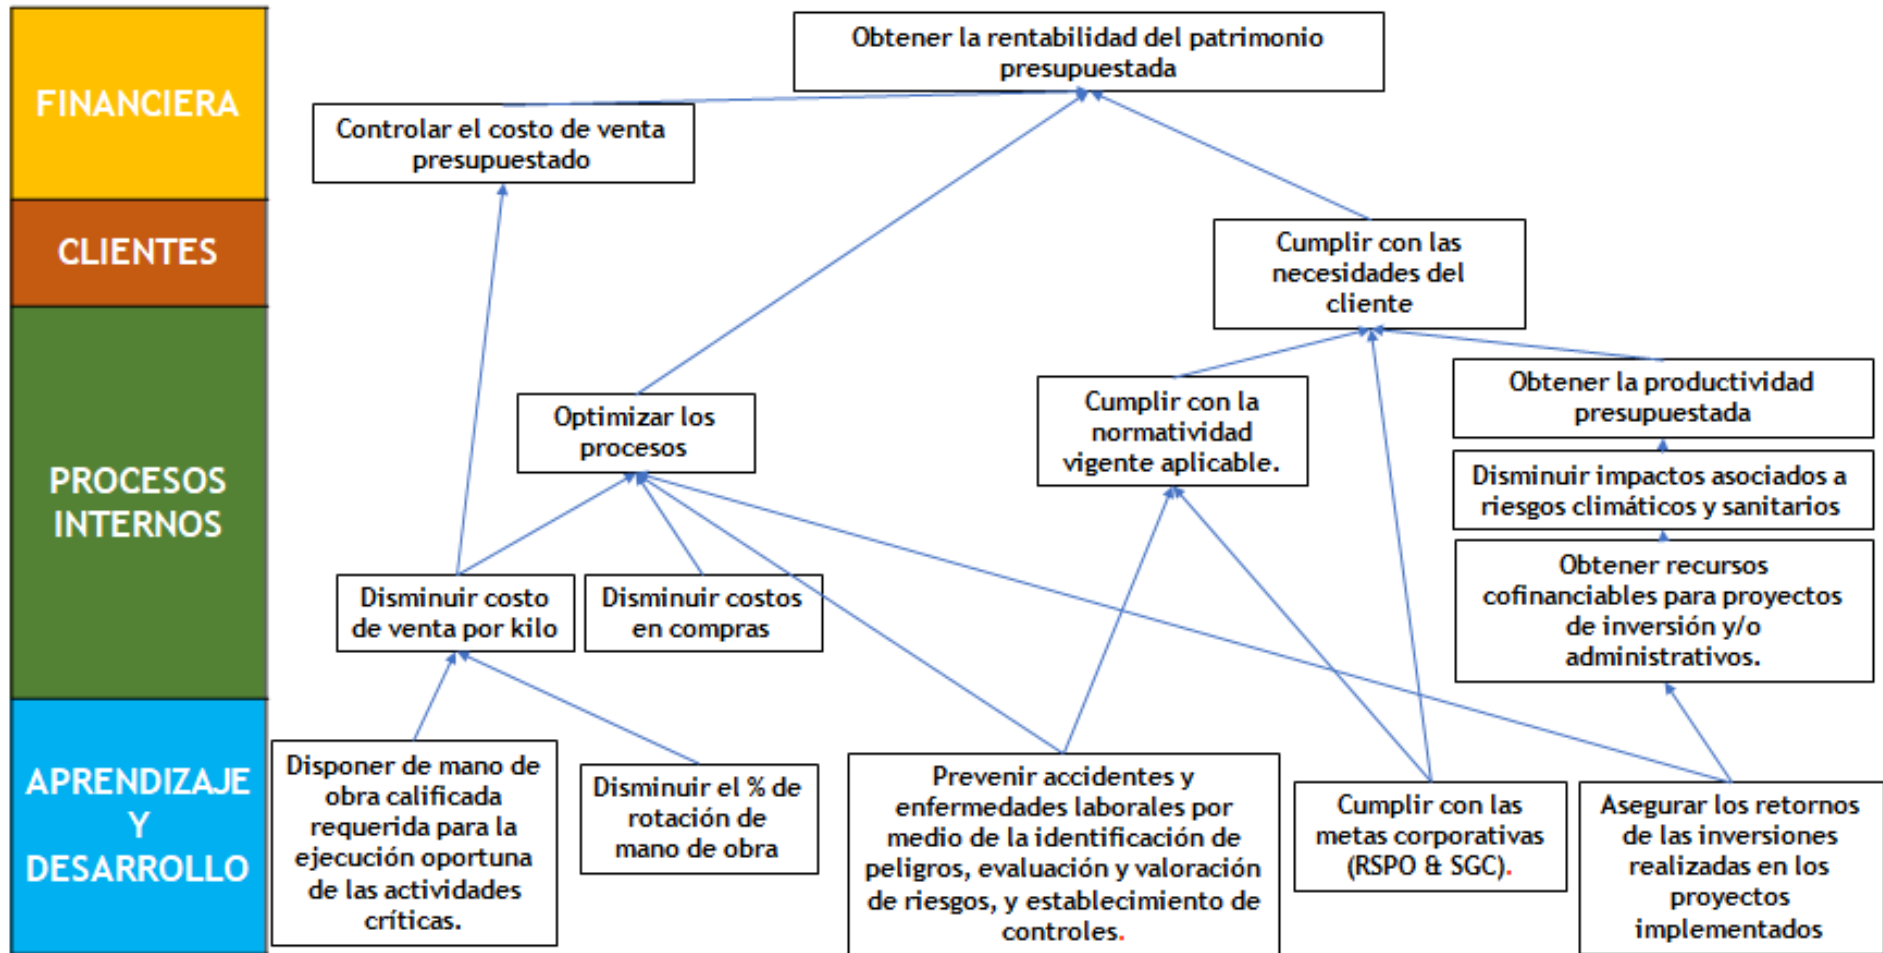 FINANCIERA
Obtener la rentabilidad del patrimonio
presupuestada
Controlar el costo de venta
presupuestado
CLIENTES
Cumplir con las
necesidades del
cliente
PROCESOS
INTERNOS
Optimizar los
procesos
Cumplir con la
normatividad
vigente aplicable.
Obtener la productividad
presupuestada
Disminuir impactos asociados a
riesgos climáticos y sanitarios
Obtener recursos
cofinanciables para proyectos
de inversión y/o
administrativos.
Disminuir costo
de venta por kilo
Disminuir costos
en compras
APRENDIZAJE
Y
DESARROLLO
Disponer de mano de
obra calificada
requerida para la
ejecución oportuna
de las actividades
críticas.
Disminuir el % de
rotación de
mano de obra
Prevenir accidentes y
enfermedades laborales por
medio de la identificación de
peligros, evaluación y valoración
de riesgos, y establecimiento de
controles.
Cumplir con las
metas corporativas
(RSPO & SGC).
Asegurar los retornos
de las inversiones
realizadas en los
proyectos
implementados